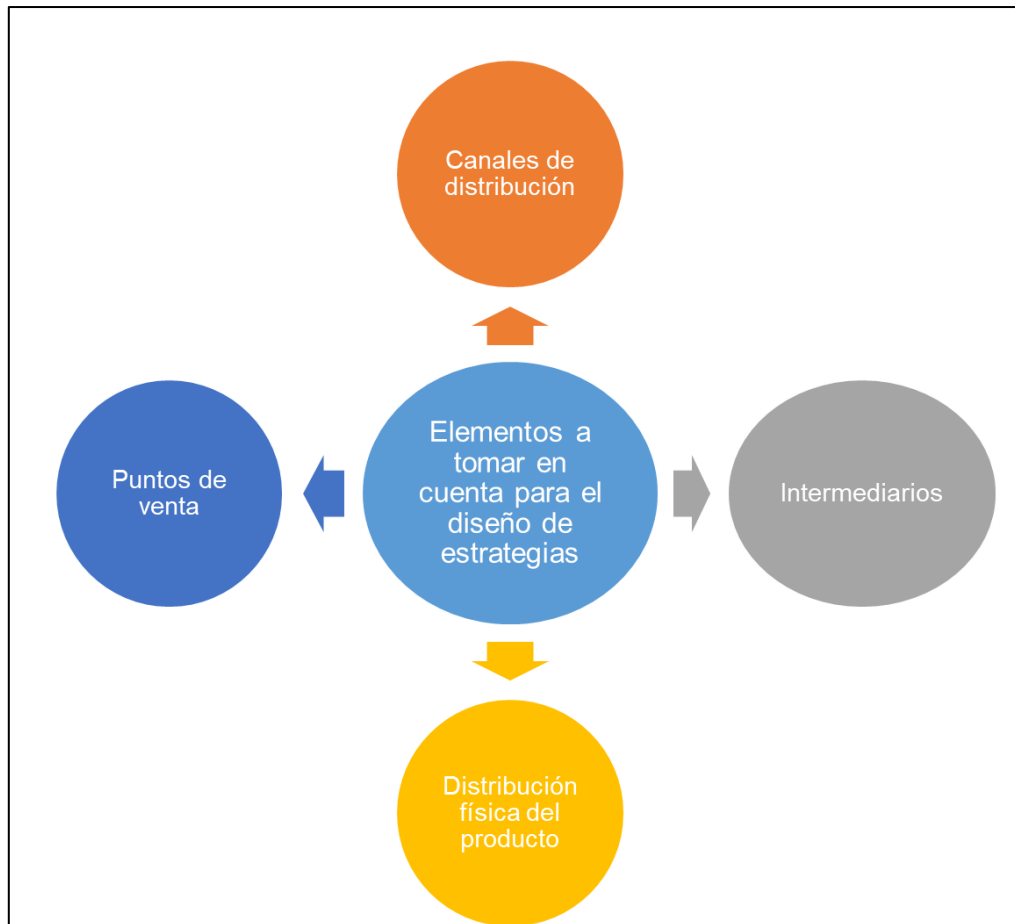 Canales de
distribución
Elementos a
tomar en
cuenta para el
diseño de
estrategias
Puntos de
venta
Intermediarios
Distribución
física del
producto